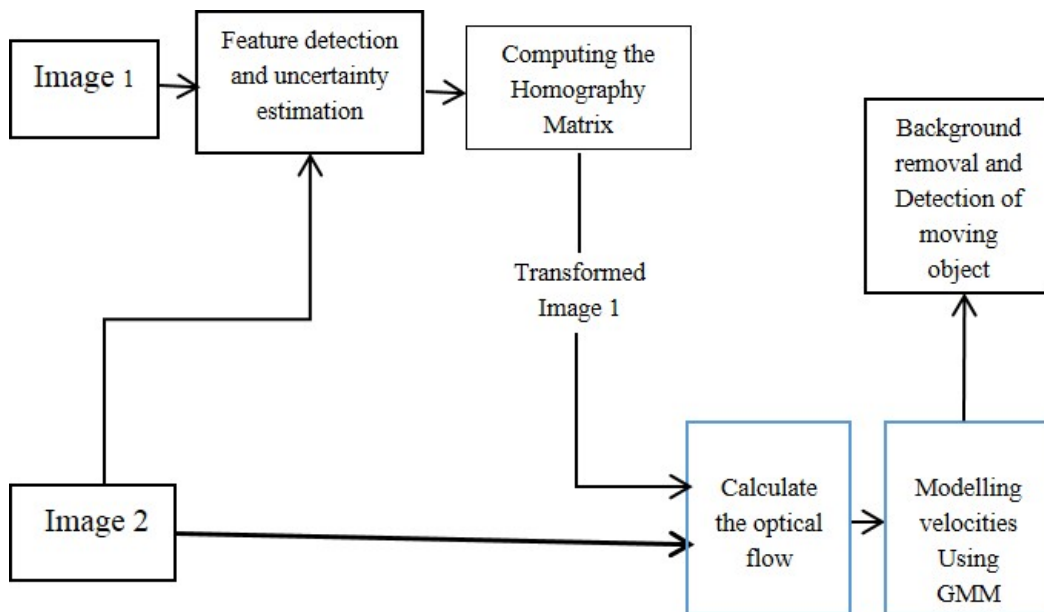 Image 1
Feature detection
and uncertainty
estimation
Computing the
Homography
Matrix
Background
removal and
Detection of
moving
object
Transformed
Image 1
Image 2
Calculate
the optical
flow
Modelling
velocities
Using
GMM